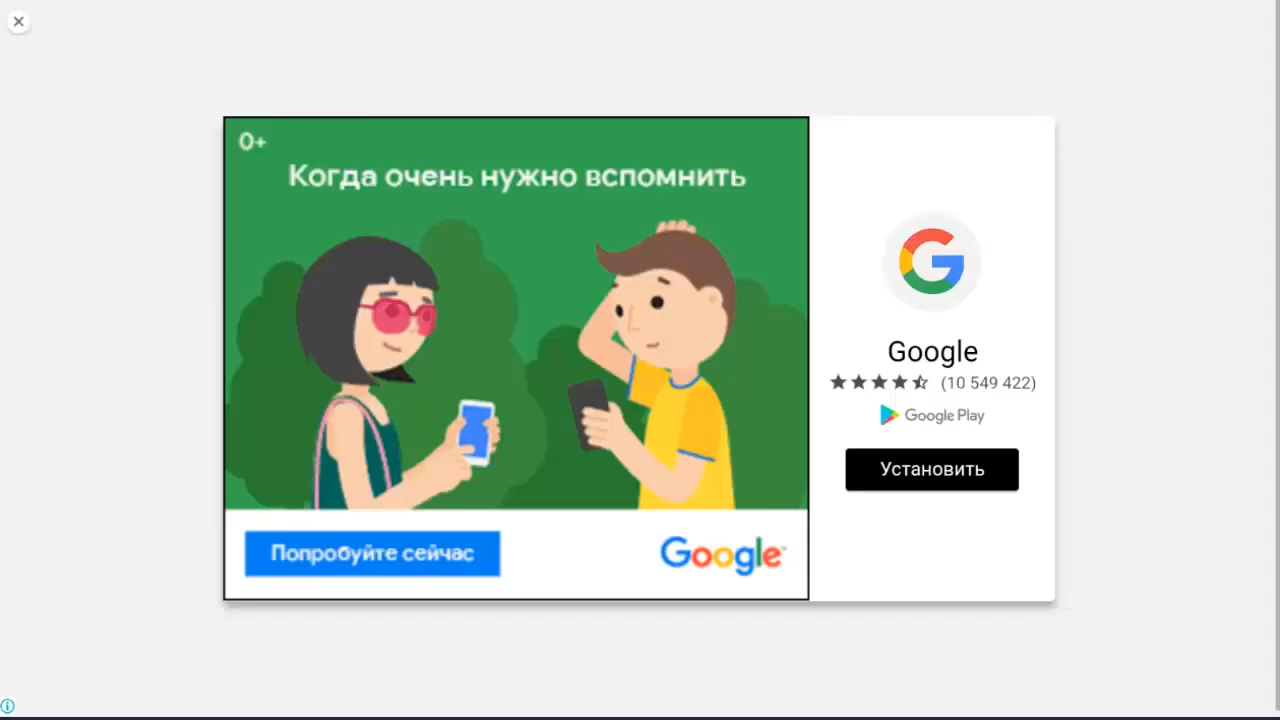 0+
Когда очень нужно вспомнить
Попробуйте сейчас
Google
Google
(10 549 422)
Google Play
Установить